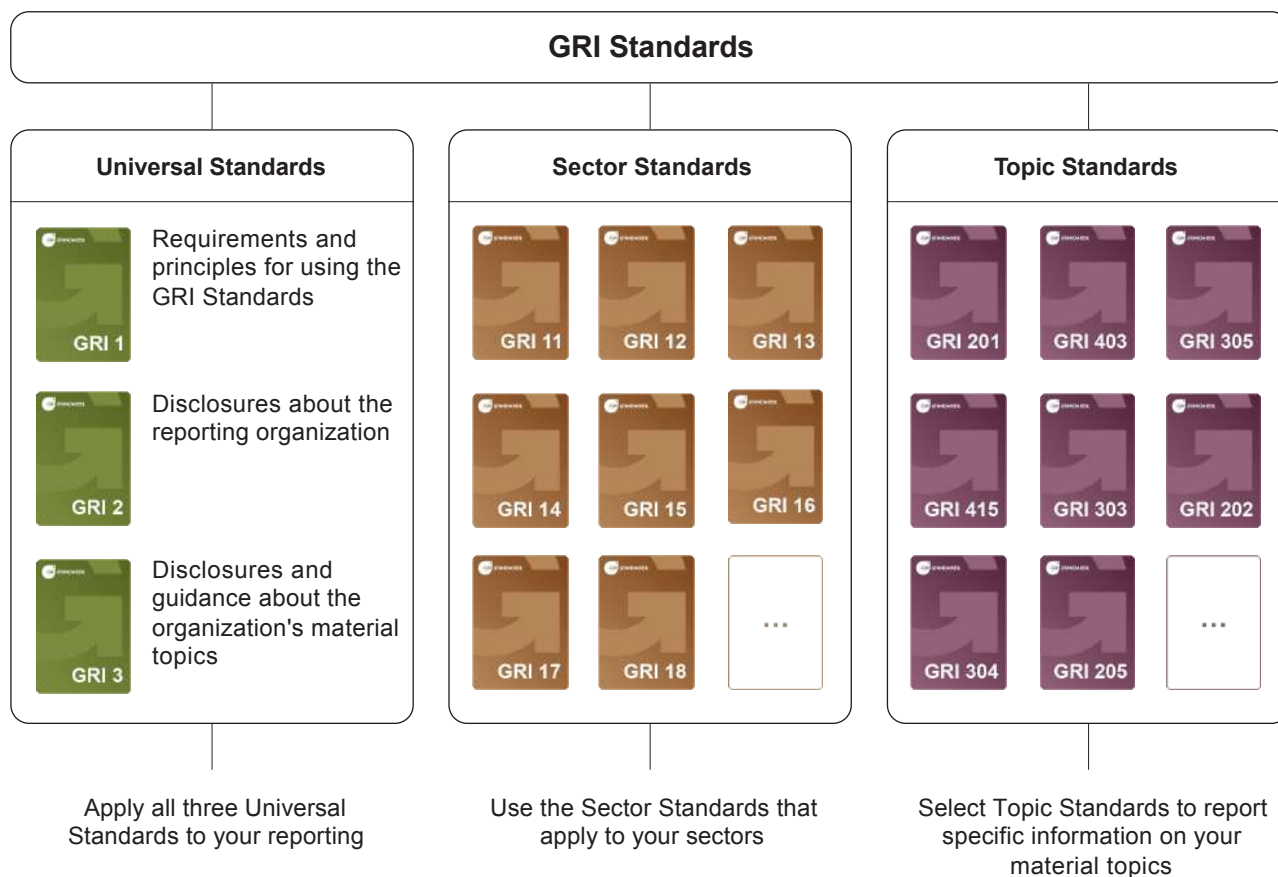 GRI Standards
Universal Standards
Requirements and
principles for using the
GRI Standards
GRI 1
Disclosures about the
reporting organization
GRI 2
Disclosures and
guidance about the
organization's material
topics
GRI 3
Apply all three Universal
Standards to your reporting
Sector Standards
GRI 11
GRI 12
GRI 13
GRI 14
GRI 15
GRI 16
GRI 17
GRI 18
...
Use the Sector Standards that
apply to your sectors
Topic Standards
GRI 201
GRI 403
GRI 305
GRI 415
GRI 303
GRI 202
GRI 304
GRI 205
...
Select Topic Standards to report
specific information on your
material topics